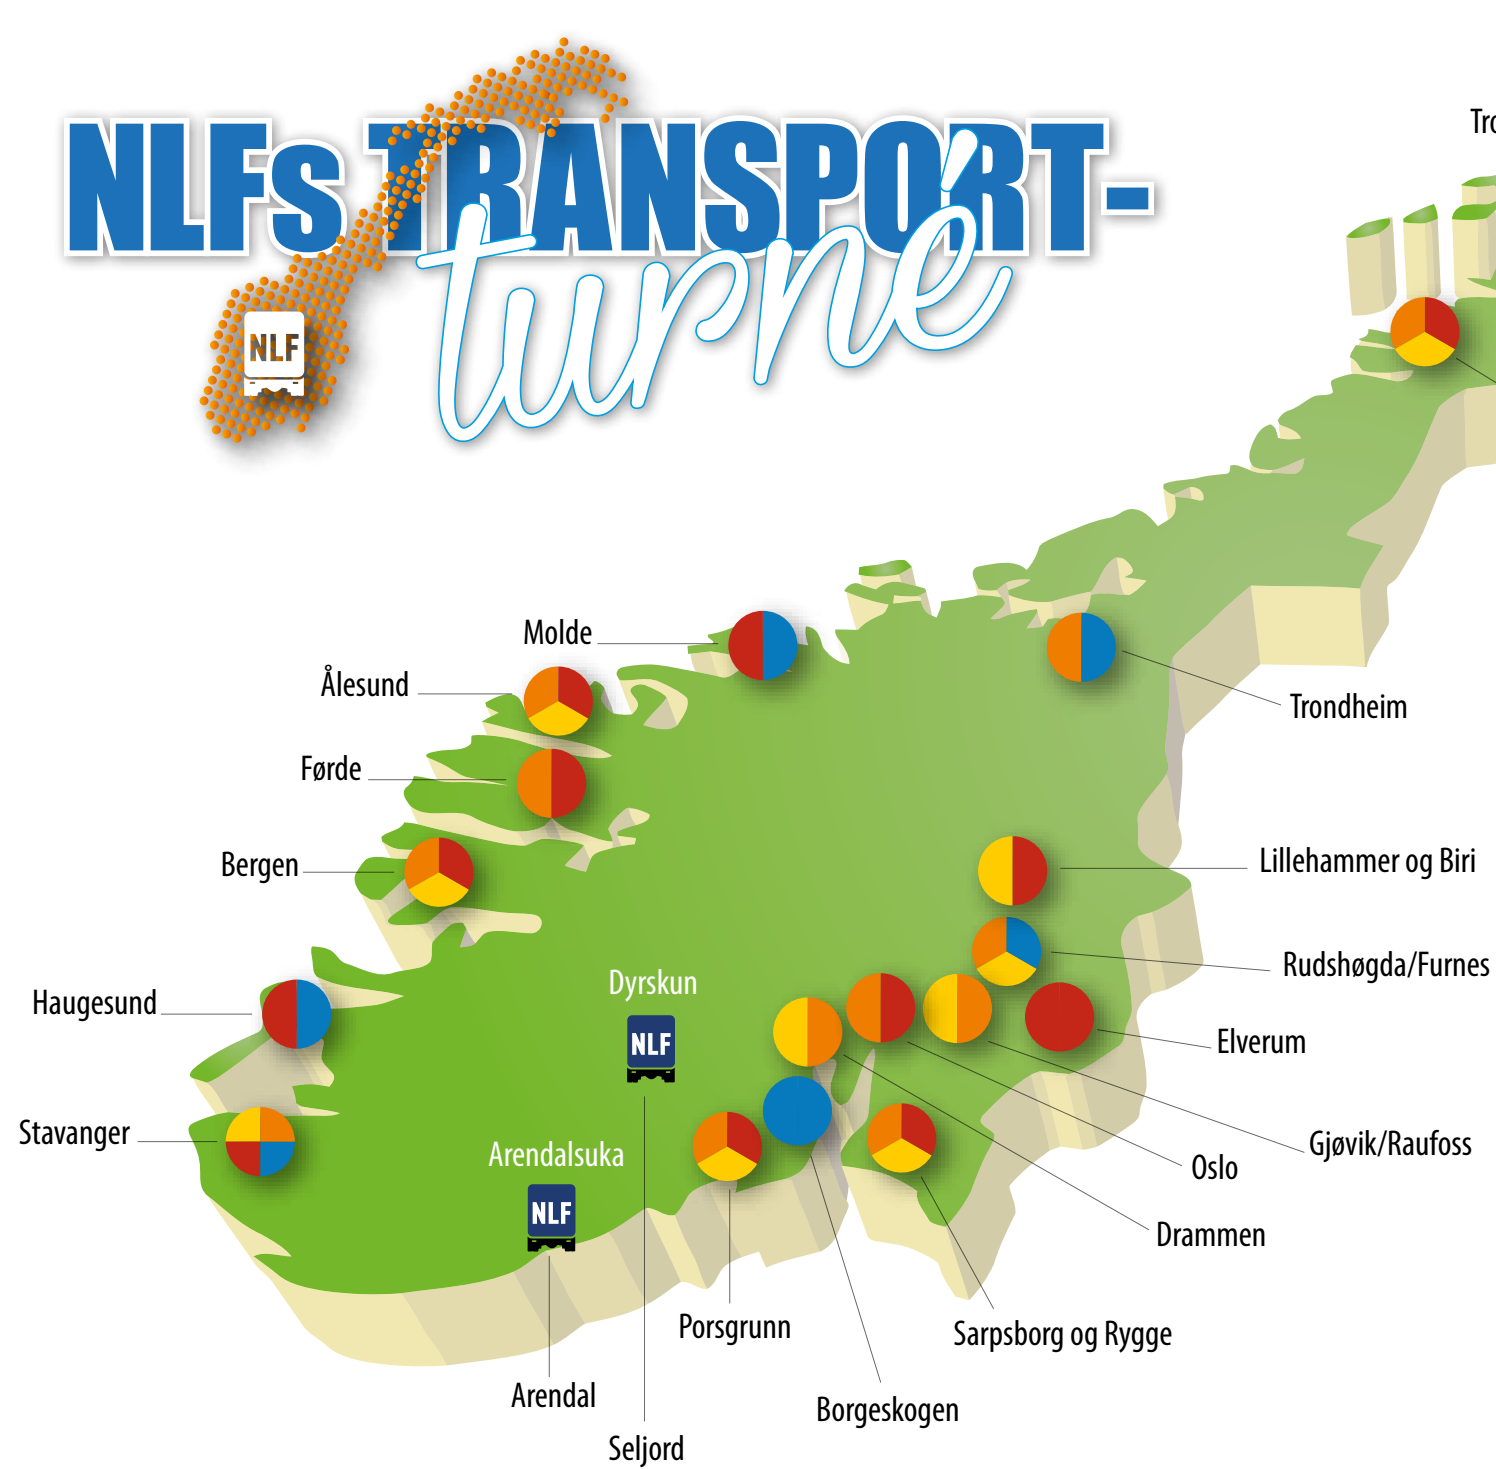 NLFs TRANSPORT-
turné
NLF
Molde
Ålesund
Trondheim
Førde
Bergen
Lillehammer og Biri
Rudshøgda/Furnes
Dyrskun
Haugesund
NLF
Elverum
Stavanger
Arendalsuka
Gjøvik/Raufoss
Oslo
NLF
Drammen
Porsgrunn
Sarpsborg og Rygge
Arendal
Borgeskogen
Seljord